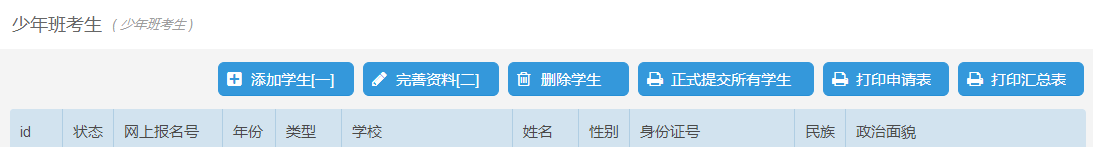 少年班考生 ( 少年班考生 )
添加学生[一] 完善资料[二] 删除学生 正式提交所有学生 打印申请表 打印汇总表
id 状态 网上报名号 年份 类型 学校 姓名 性别 身份证号 民族 政治面貌